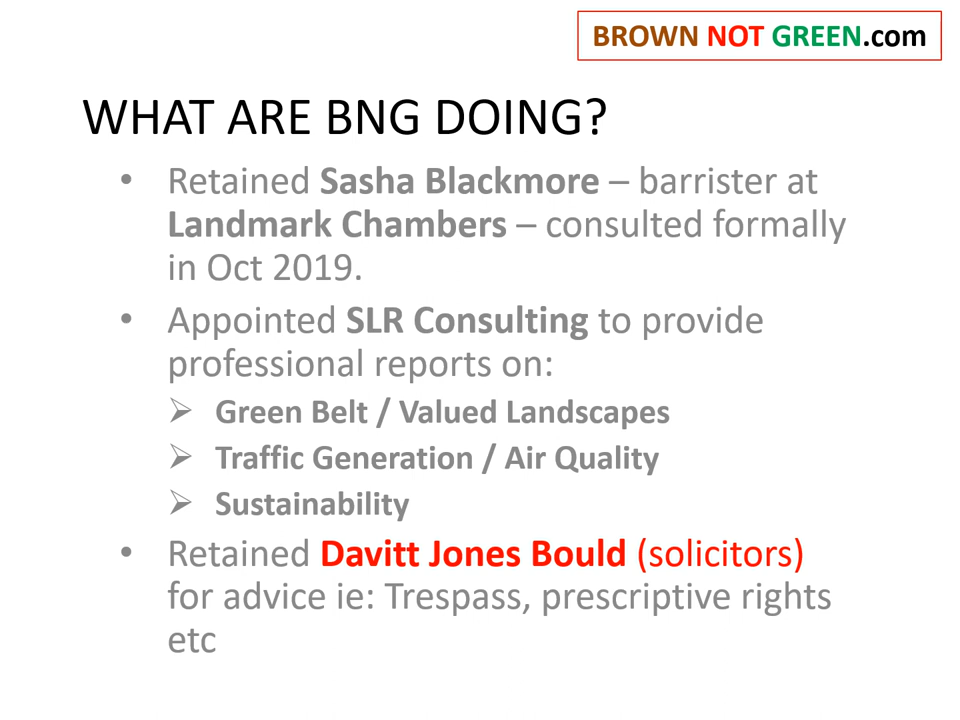 BROWN NOT GREEN.com
WHAT ARE BNG DOING?
• Retained Sasha Blackmore – barrister at
Landmark Chambers – consulted formally
in Oct 2019.
• Appointed SLR Consulting to provide
professional reports on:
➢ Green Belt / Valued Landscapes
➢ Traffic Generation / Air Quality
➢ Sustainability
• Retained Davitt Jones Bould (solicitors)
for advice ie: Trespass, prescriptive rights
etc